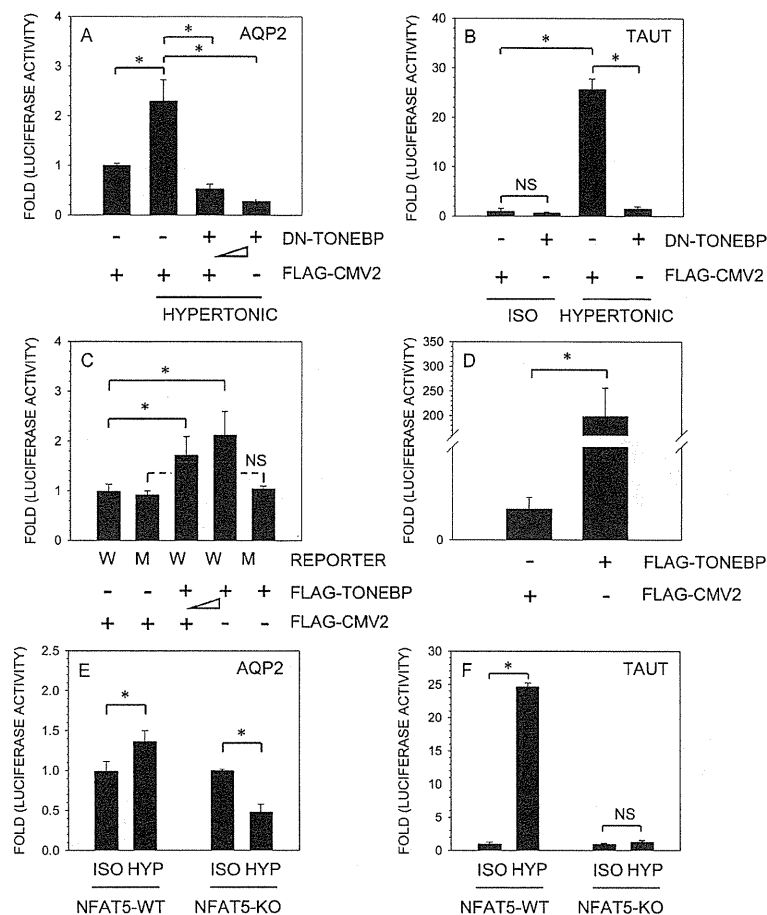 A AQP2
*
* *
FOLD (LUCIFERASE ACTIVITY)
4
3
2
1
0
- - + + DN-TONEBP
+ + + - FLAG-CMV2
HYPERTONIC
B TAUT
*
*
NS
FOLD (LUCIFERASE ACTIVITY)
40
30
20
10
0
- + - + DN-TONEBP
+ - + - FLAG-CMV2
ISO HYPERTONIC
C
*
*
NS
FOLD (LUCIFERASE ACTIVITY)
4
3
2
1
0
W M W W M REPORTER
- - + + + FLAG-TONEBP
+ + + - - FLAG-CMV2
D
*
FOLD (LUCIFERASE ACTIVITY)
350
300
250
200
0
- + FLAG-TONEBP
+ - FLAG-CMV2
E AQP2
*
*
FOLD (LUCIFERASE ACTIVITY)
2.5
2.0
1.5
1.0
0.5
0.0
ISO HYP ISO HYP
NFAT5-WT NFAT5-KO
F TAUT
*
NS
FOLD (LUCIFERASE ACTIVITY)
30
25
20
15
10
5
0
ISO HYP ISO HYP
NFAT5-WT NFAT5-KO